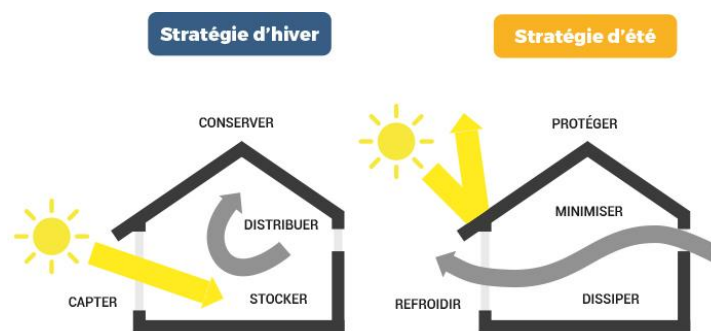 Stratégie d'hiver
CONSERVER
DISTRIBUER
CAPTER
STOCKER
Stratégie d'été
PROTÉGER
MINIMISER
REFROIDIR
DISSIPER